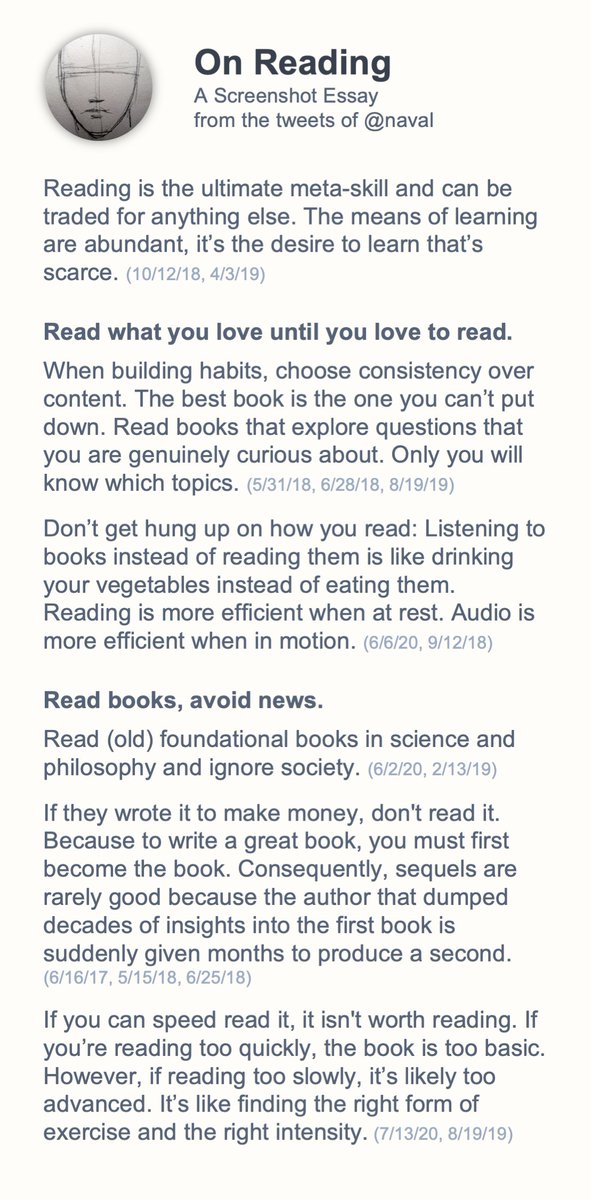 On Reading
A Screenshot Essay
from the tweets of @naval
Reading is the ultimate meta-skill and can be
traded for anything else. The means of learning
are abundant, it’s the desire to learn that’s
scarce. (10/12/18, 4/3/19)
Read what you love until you love to read.
When building habits, choose consistency over
content. The best book is the one you can’t put
down. Read books that explore questions that
you are genuinely curious about. Only you will
know which topics. (5/31/18, 6/28/18, 8/19/19)
Don’t get hung up on how you read: Listening to
books instead of reading them is like drinking
your vegetables instead of eating them.
Reading is more efficient when at rest. Audio is
more efficient when in motion. (6/6/20, 9/12/18)
Read books, avoid news.
Read (old) foundational books in science and
philosophy and ignore society. (6/2/20, 2/13/19)
If they wrote it to make money, don't read it.
Because to write a great book, you must first
become the book. Consequently, sequels are
rarely good because the author that dumped
decades of insights into the first book is
suddenly given months to produce a second.
(6/16/17, 5/15/18, 6/25/18)
If you can speed read it, it isn't worth reading. If
you’re reading too quickly, the book is too basic.
However, if reading too slowly, it’s likely too
advanced. It’s like finding the right form of
exercise and the right intensity. (7/13/20, 8/19/19)